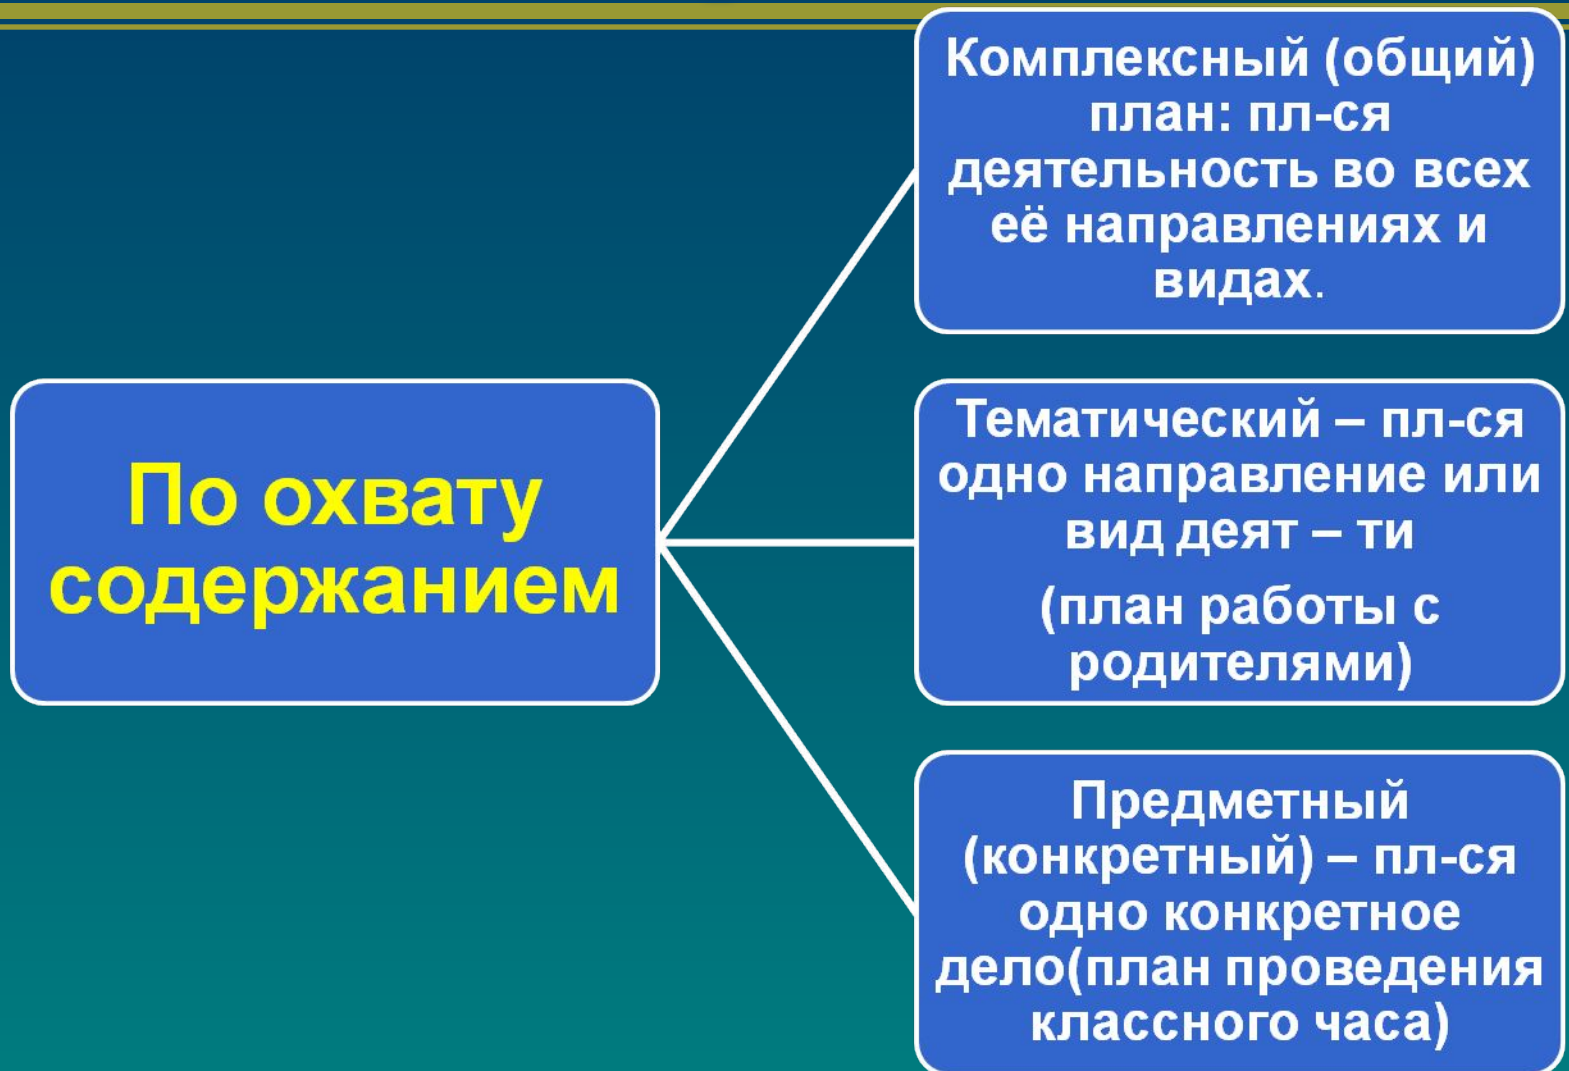 Комплексный (общий)
план: пл-ся
деятельность во всех
её направлениях и
видах.
По охвату
содержанием
Тематический – пл-ся
одно направление или
вид деят – ти
(план работы с
родителями)
Предметный
(конкретный) – пл-ся
одно конкретное
дело(план проведения
классного часа)